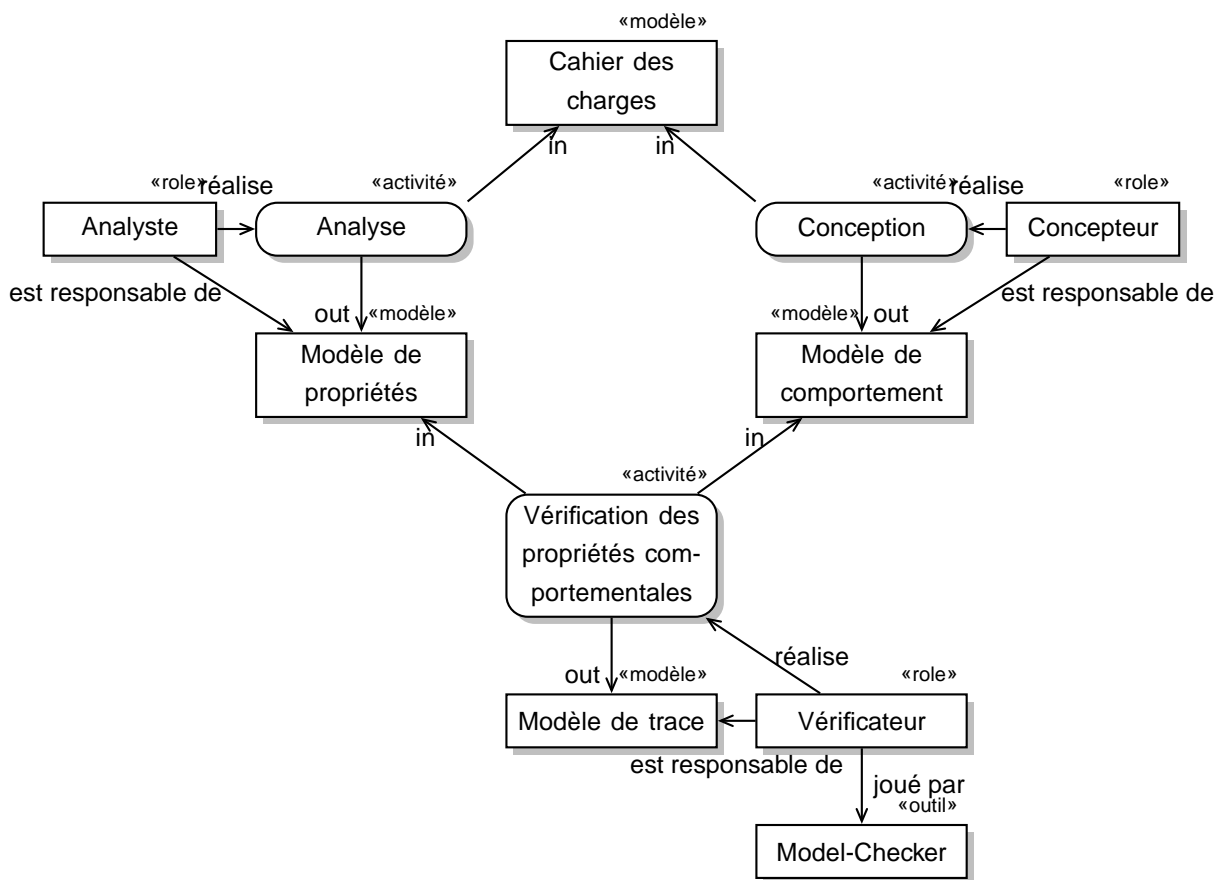 «modèle»
Cahier des
charges
in
in
«role»
réalise
«activité»
Analyste
Analyse
«activité»
réalise
«role»
Conception
Concepteur
est responsable de
out
«modèle»
Modèle de
propriétés
«modèle»
out
est responsable de
Modèle de
comportement
in
in
«activité»
Vérification des
propriétés com-
portementales
réalise
out
«modèle»
«role»
Modèle de trace
Vérificateur
est responsable de
joué par
«outil»
Model-Checker